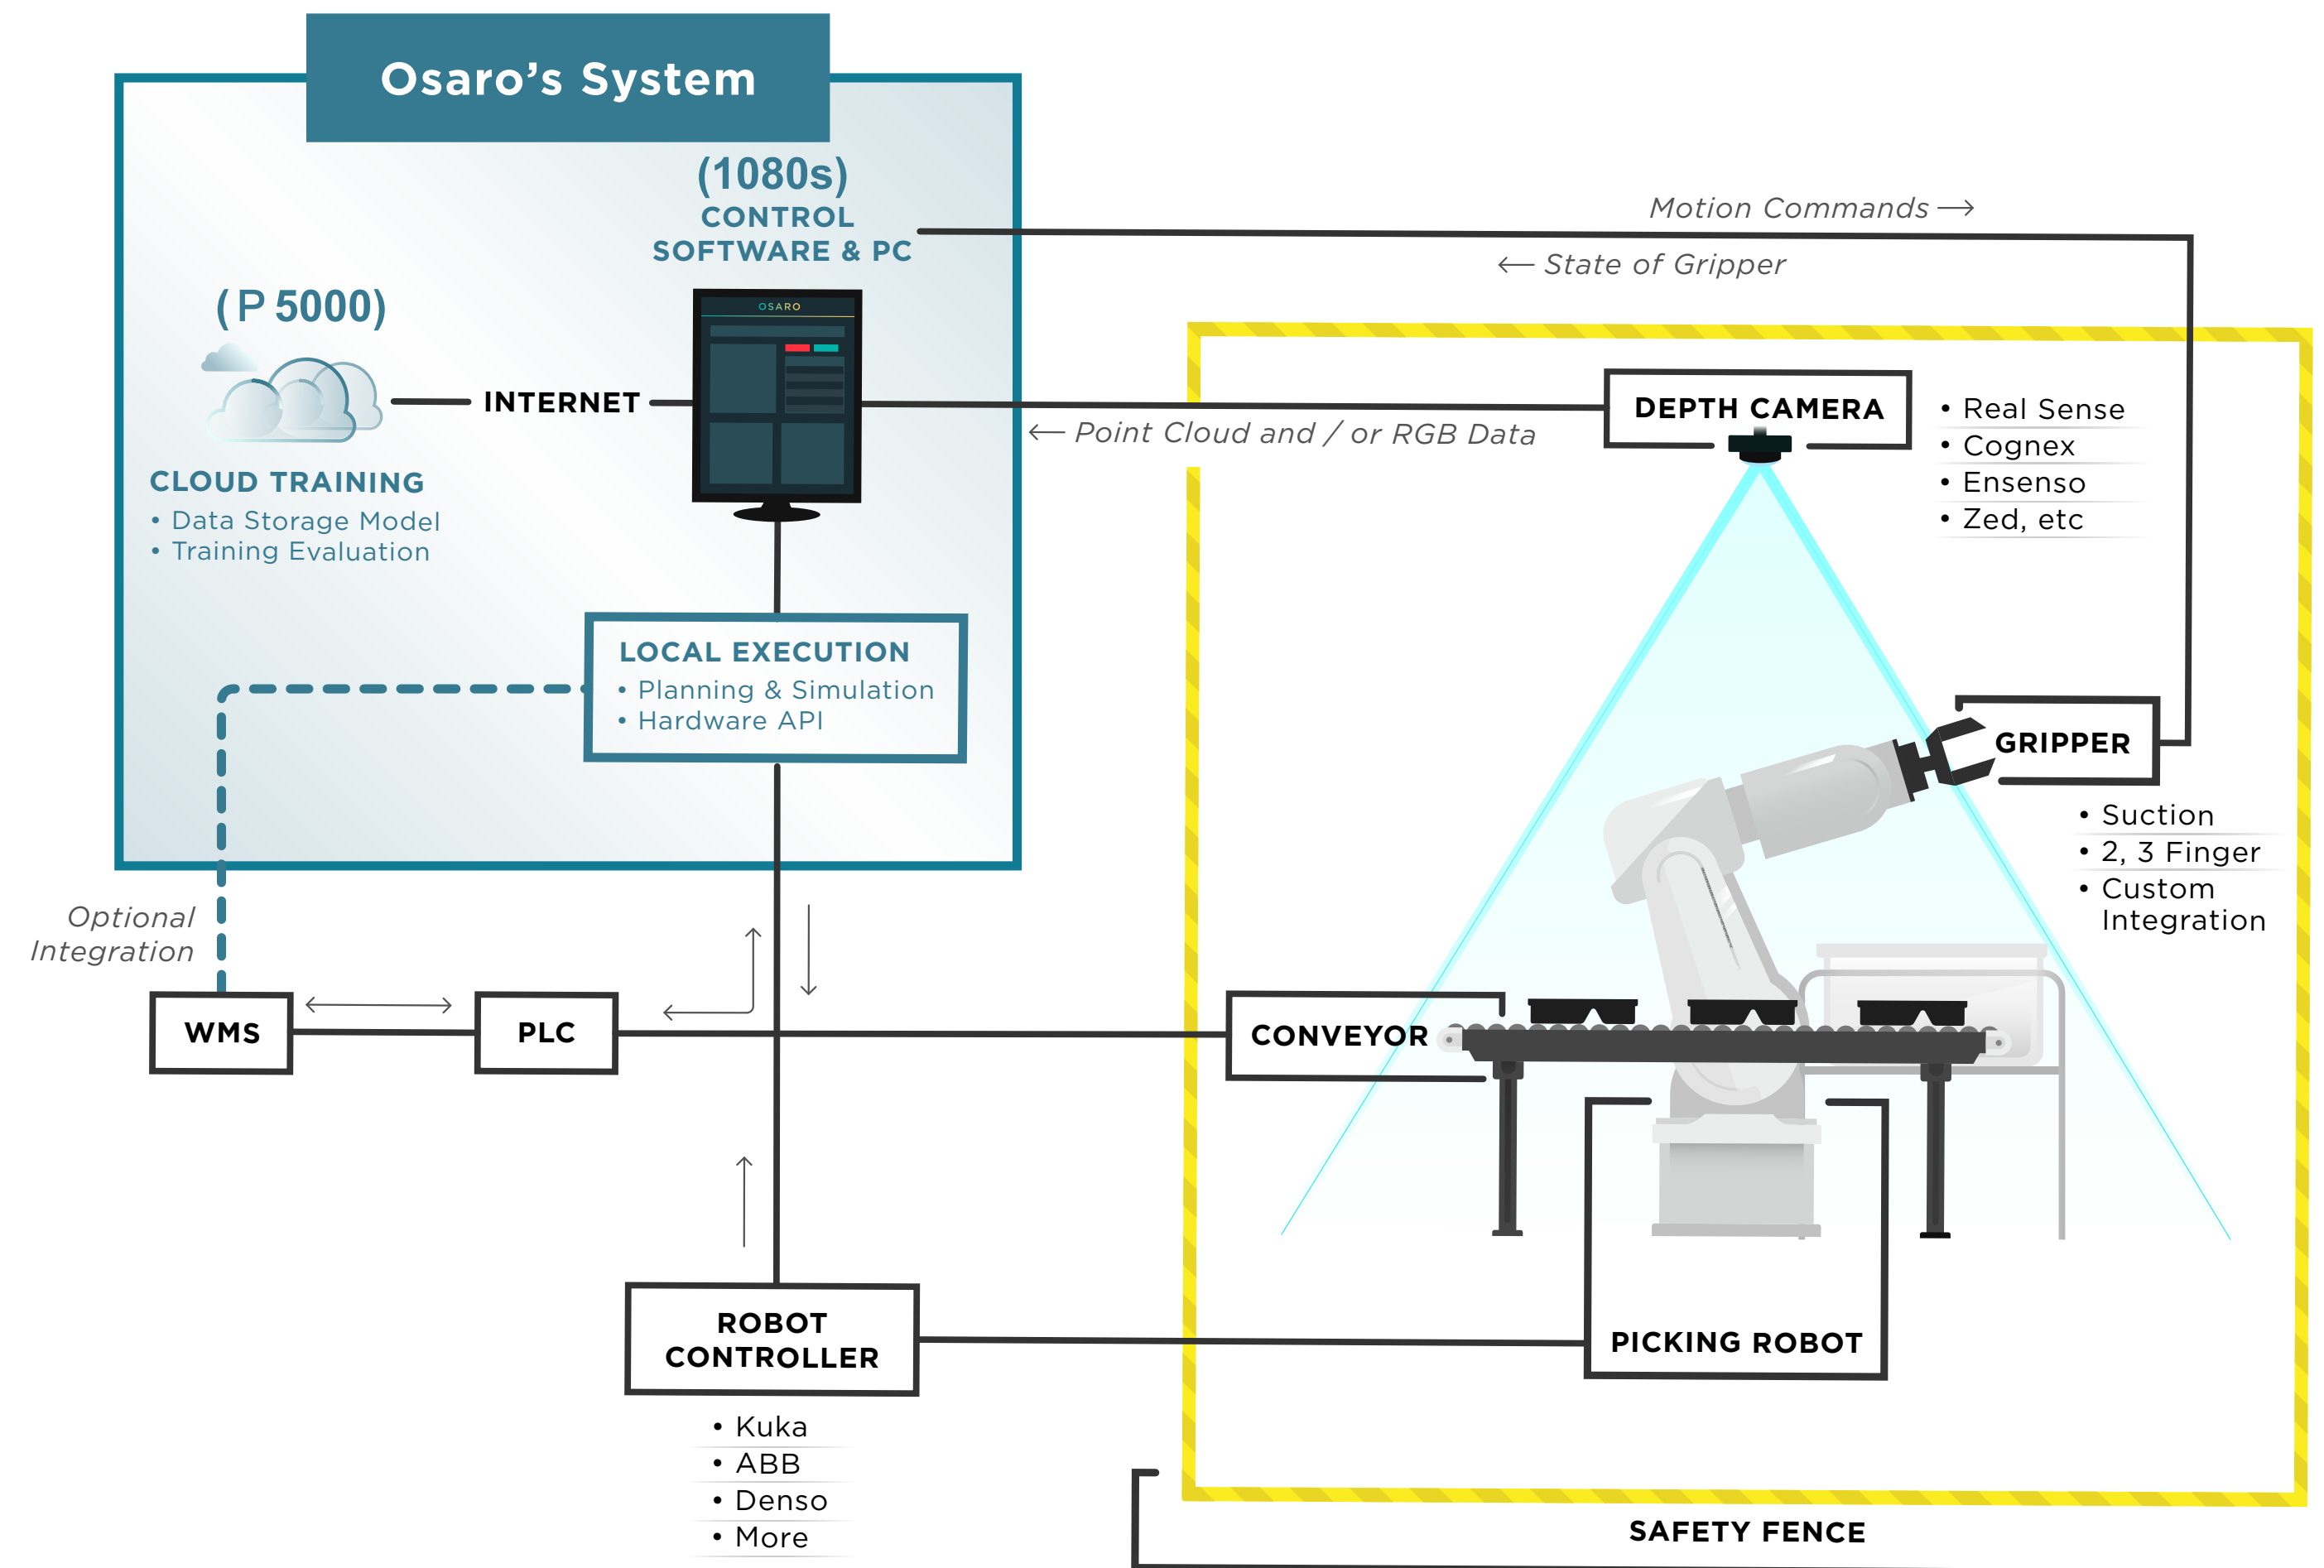 Osaro's System
(1080s)
CONTROL
SOFTWARE & PC
Motion Commands →
← State of Gripper
(P 5000)
OSARO
INTERNET
← Point Cloud and / or RGB Data
DEPTH CAMERA
• Real Sense
• Cognex
• Ensenso
• Zed, etc
CLOUD TRAINING
• Data Storage Model
• Training Evaluation
LOCAL EXECUTION
• Planning & Simulation
• Hardware API
GRIPPER
• Suction
• 2, 3 Finger
• Custom
Integration
Optional
Integration
WMS
PLC
CONVEYOR
ROBOT
CONTROLLER
PICKING ROBOT
• Kuka
• ABB
• Denso
• More
SAFETY FENCE